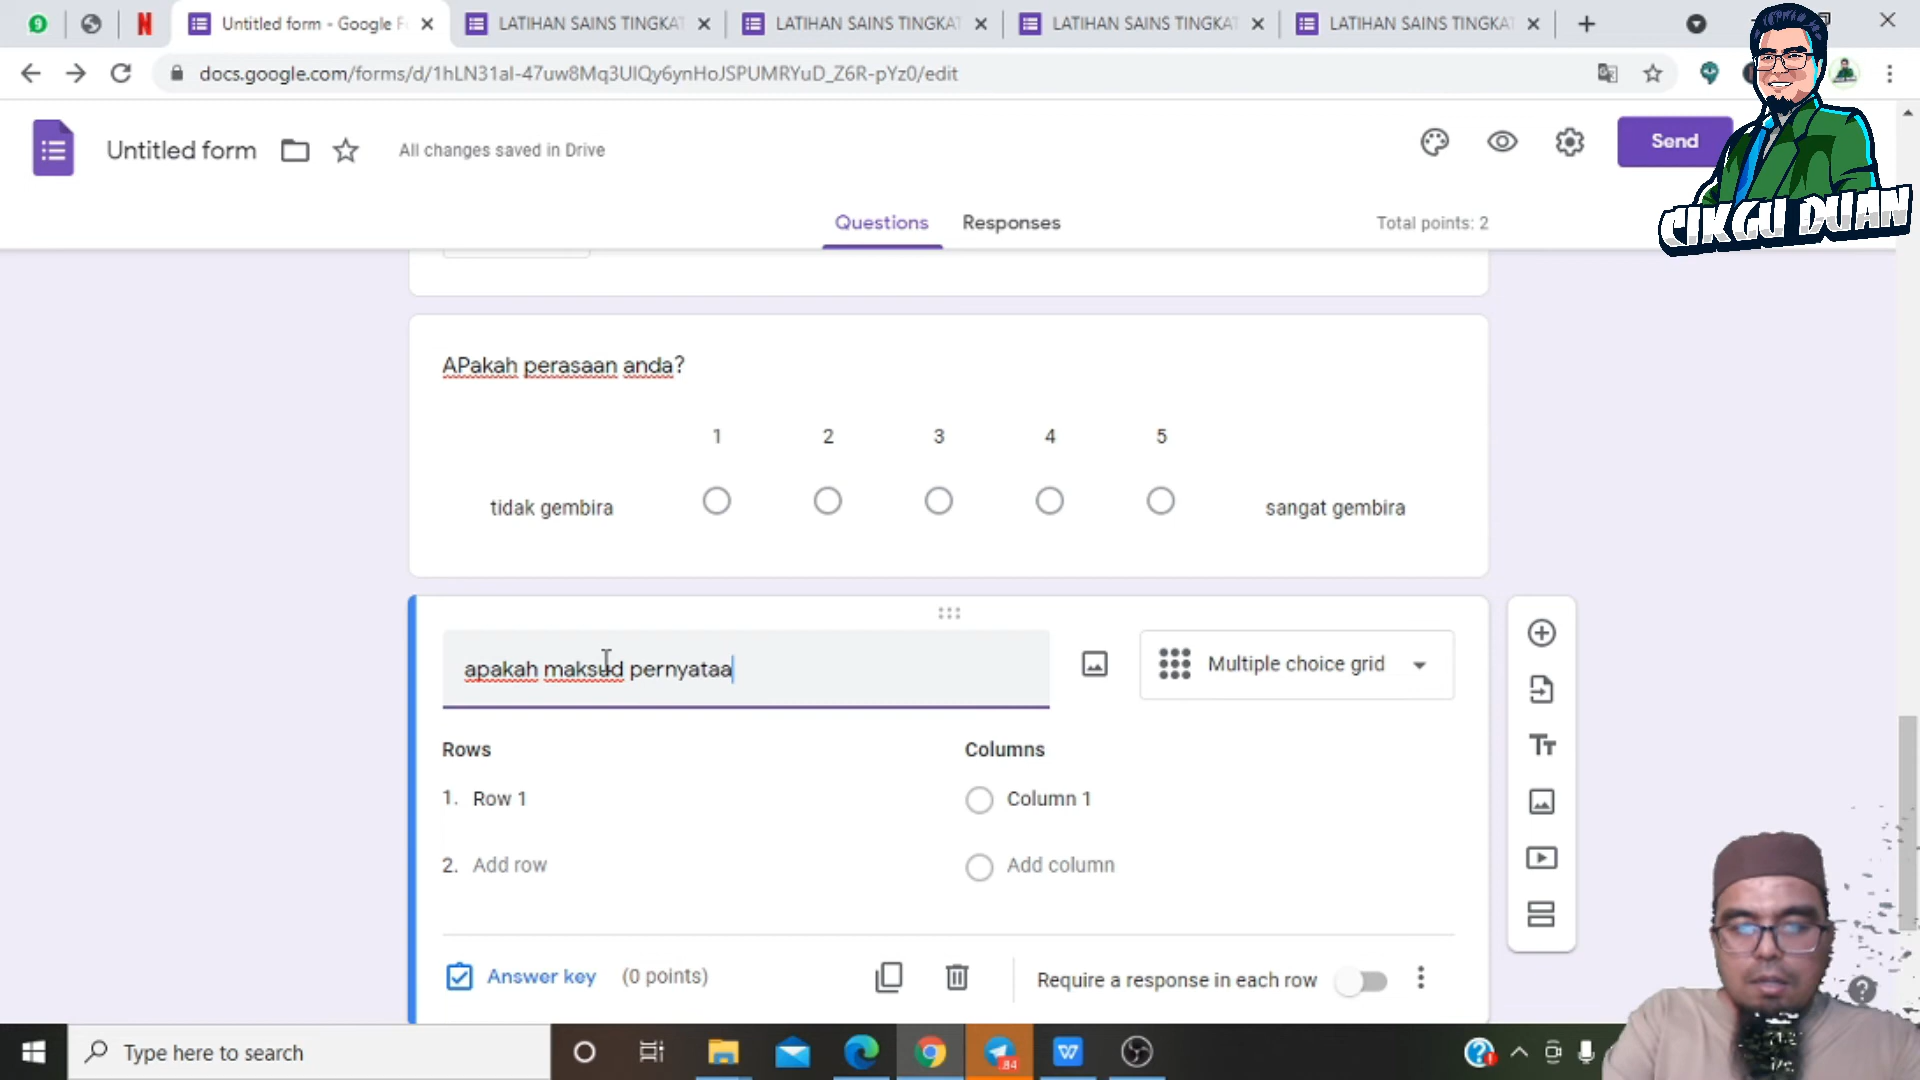 Untitled form - Google F
LATIHAN SAINS TINGKAT
LATIHAN SAINS TINGKAT
LATIHAN SAINS TINGKAT
LATIHAN SAINS TINGKAT
docs.google.com/forms/d/1hLN31aI-47uw8Mq3UlQy6ynHoJSPUMRYuD_Z6R-pYz0/edit
Untitled form
All changes saved in Drive
Send
CIKGU DUAN
Questions
Responses
Total points: 2
APakah perasaan anda?
1 2 3 4 5
tidak gembira
sangat gembira
apakah maksud pernyataa
Multiple choice grid
Rows
Columns
1. Row 1
Column 1
2. Add row
Add column
Answer key
(0 points)
Require a response in each row
Type here to search
84